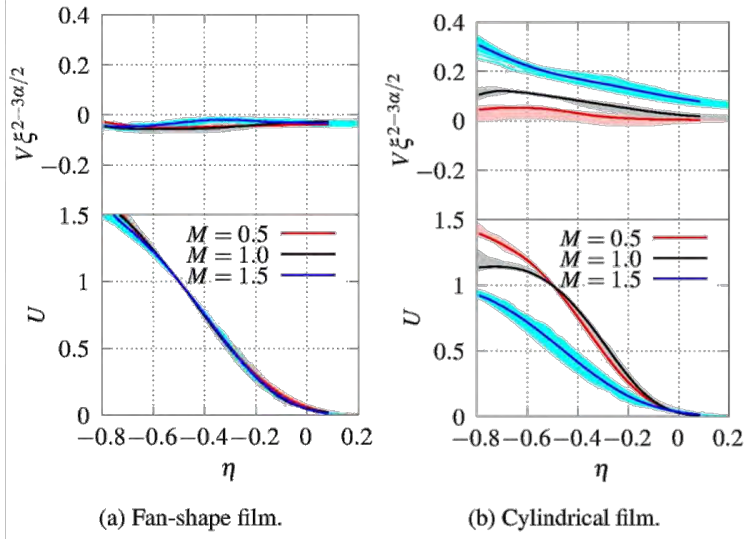 0.4
0.2
0
−0.2
Vξ^{2−3α/2}
1.5
1
0.5
0
U
M = 0.5
M = 1.0
M = 1.5
−0.8 −0.6 −0.4 −0.2 0 0.2
η
(a) Fan-shape film.
0.4
0.2
0
−0.2
Vξ^{2−3α/2}
1.5
1
0.5
0
U
M = 0.5
M = 1.0
M = 1.5
−0.8 −0.6 −0.4 −0.2 0 0.2
η
(b) Cylindrical film.